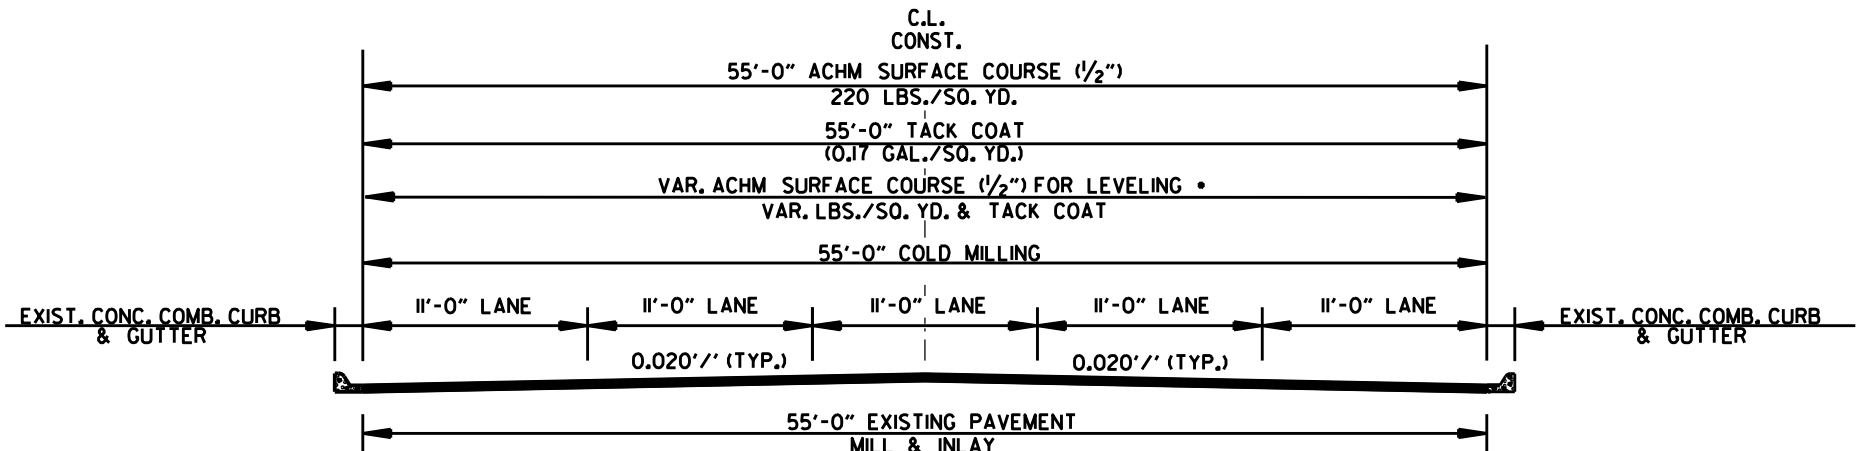 C.L.
CONST.
55'-0" ACHM SURFACE COURSE (1/2")
220 LBS./SQ. YD.
55'-0" TACK COAT
(0.17 GAL./SQ. YD.)
VAR. ACHM SURFACE COURSE (1/2") FOR LEVELING *
VAR. LBS./SQ. YD. & TACK COAT
55'-0" COLD MILLING
11'-0" LANE 11'-0" LANE 11'-0" LANE 11'-0" LANE 11'-0" LANE
EXIST. CONC. COMB. CURB
& GUTTER
EXIST. CONC. COMB. CURB
& GUTTER
0.020'/' (TYP.) 0.020'/' (TYP.)
55'-0" EXISTING PAVEMENT
MILL & INLAY